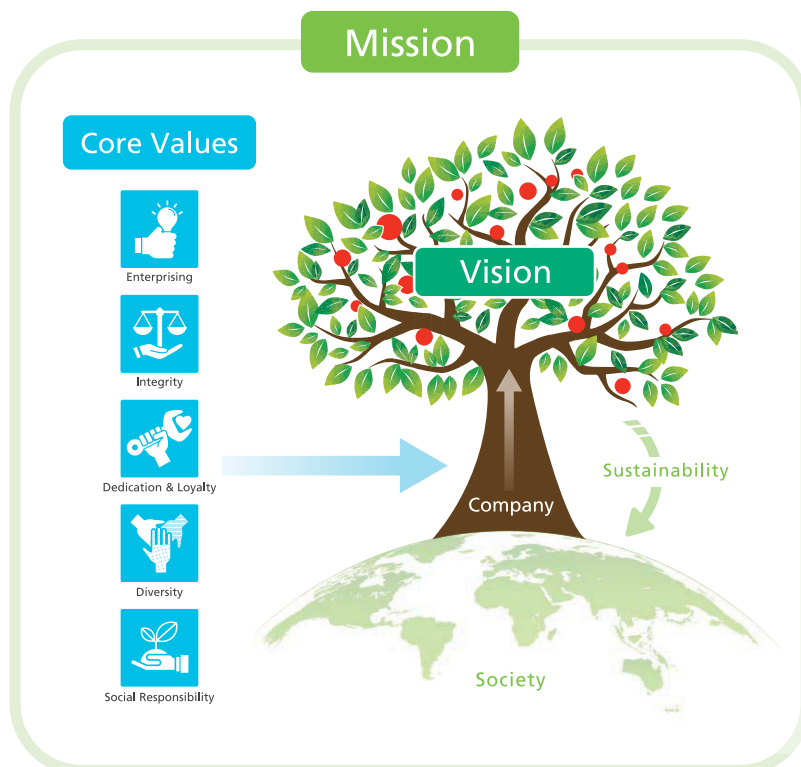 Mission
Core Values
Enterprising
Integrity
Dedication & Loyalty
Diversity
Social Responsibility
Vision
Company
Sustainability
Society